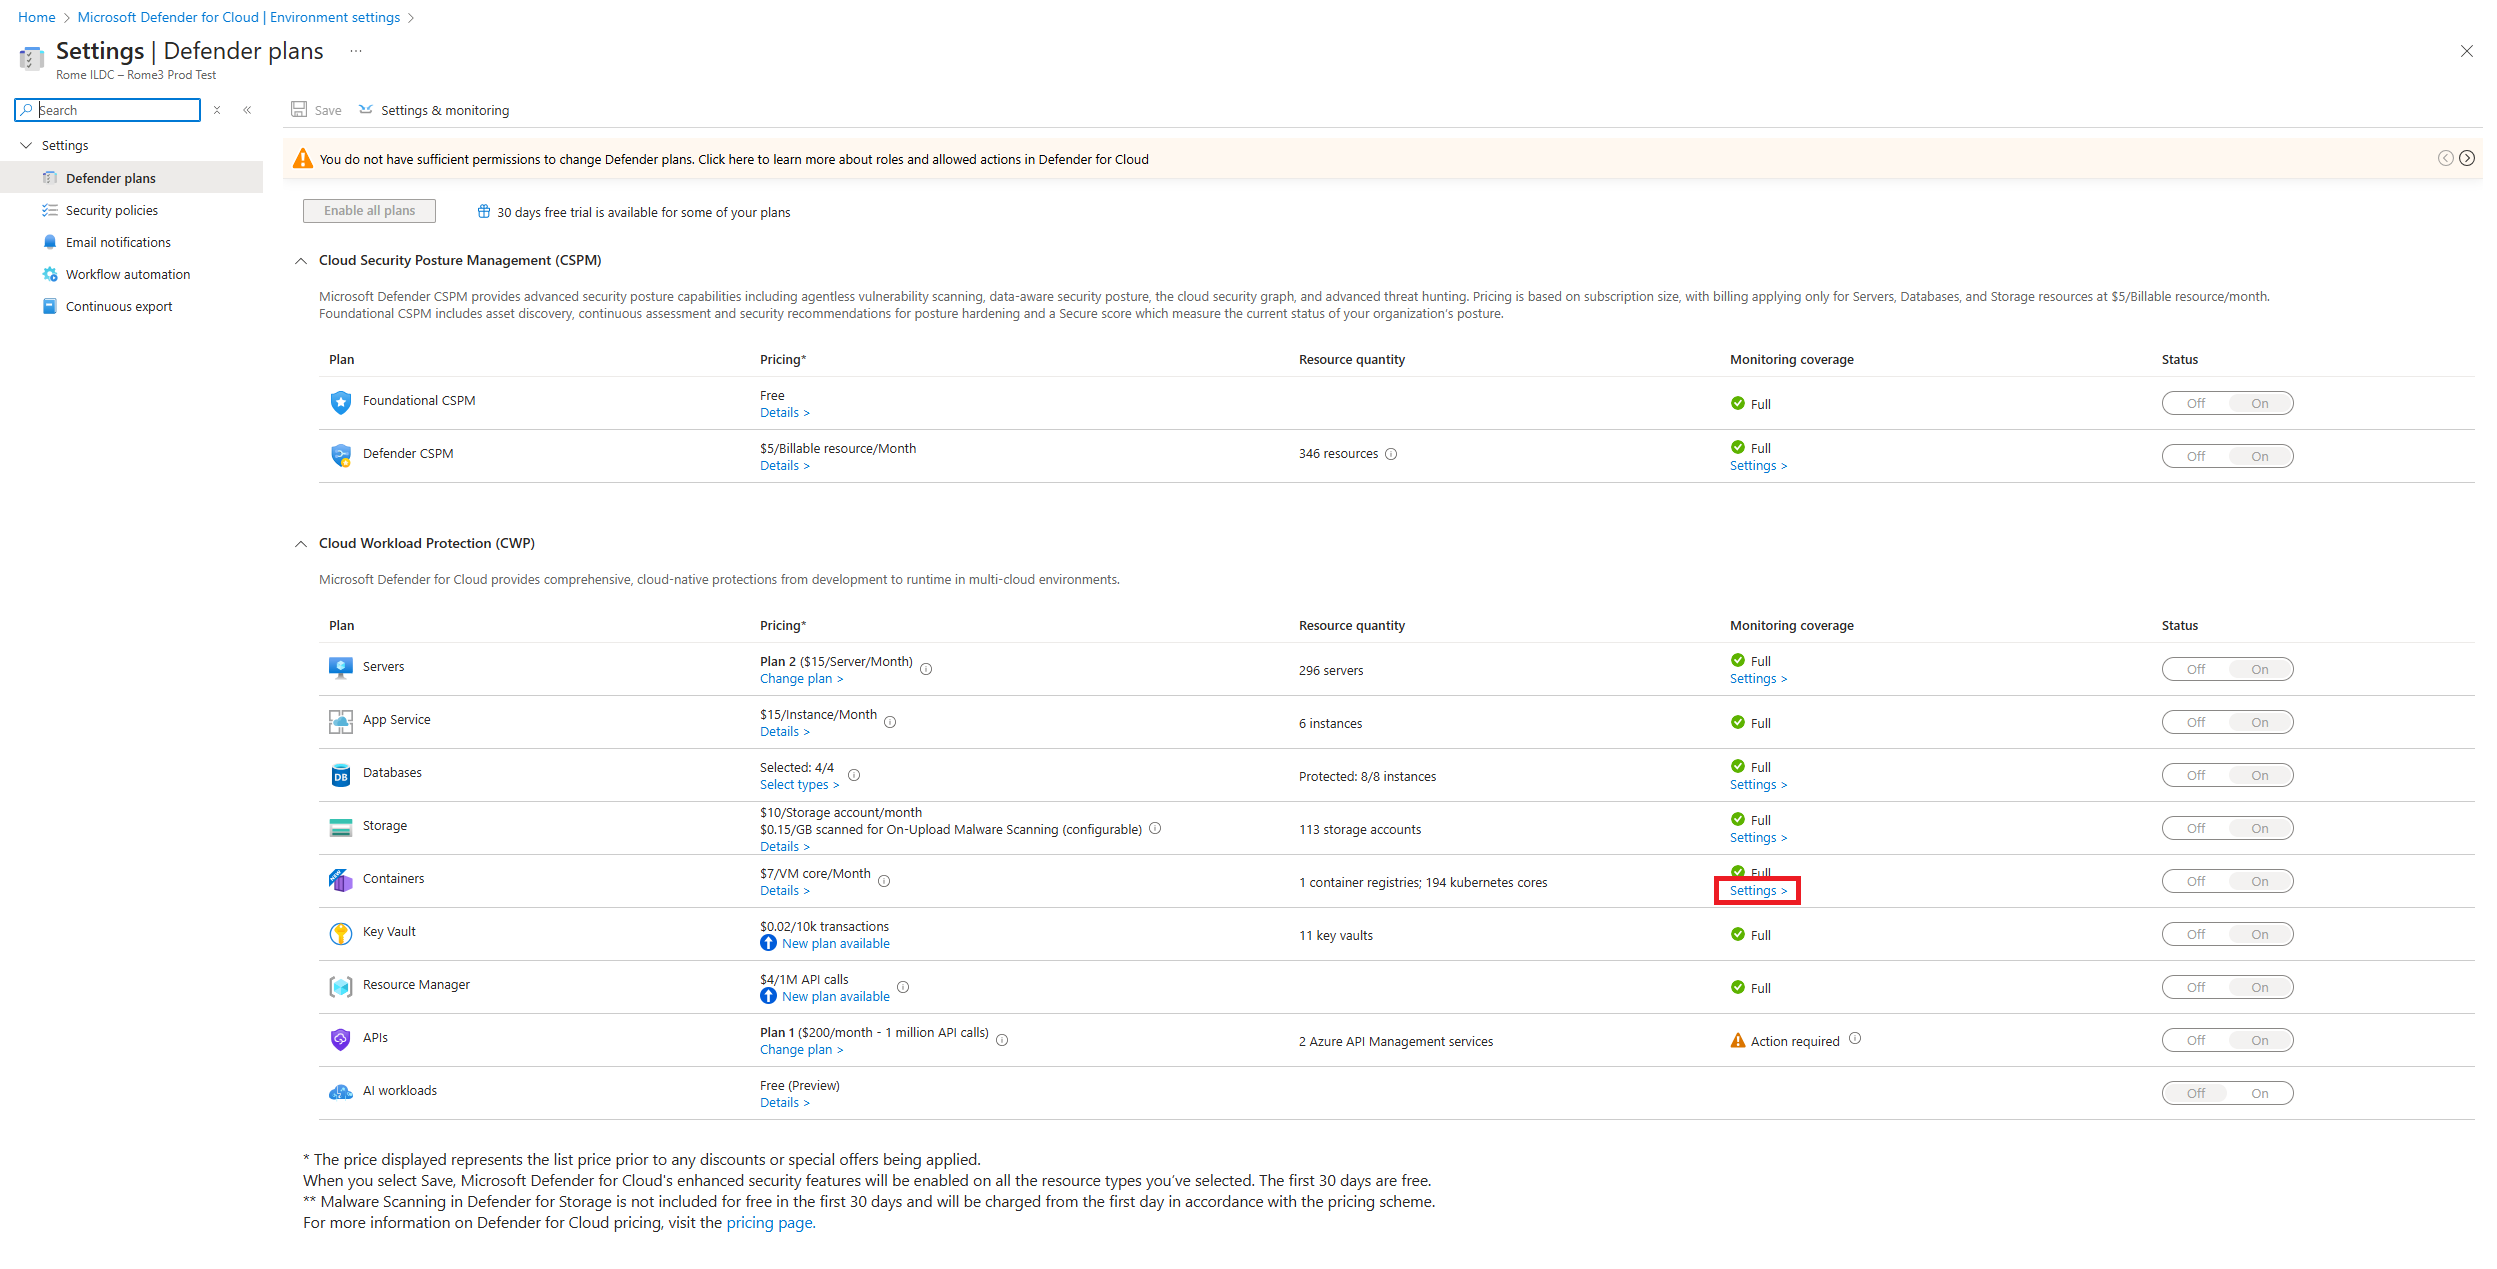 Home > Microsoft Defender for Cloud | Environment settings >
Settings | Defender plans ...
Rome ILDC – Rome3 Prod Test
Search
Save
Settings & monitoring
Settings
Defender plans
Security policies
Email notifications
Workflow automation
Continuous export
You do not have sufficient permissions to change Defender plans. Click here to learn more about roles and allowed actions in Defender for Cloud
Enable all plans
30 days free trial is available for some of your plans
Cloud Security Posture Management (CSPM)
Microsoft Defender CSPM provides advanced security posture capabilities including agentless vulnerability scanning, data-aware security posture, the cloud security graph, and advanced threat hunting. Pricing is based on subscription size, with billing applying only for Servers, Databases, and Storage resources at $5/Billable resource/month.
Foundational CSPM includes asset discovery, continuous assessment and security recommendations for posture hardening and a Secure score which measure the current status of your organization's posture.
Plan Pricing* Resource quantity Monitoring coverage Status
Foundational CSPM
Free
Details >
Full
Off On
Defender CSPM
$5/Billable resource/Month
Details >
346 resources
Full
Settings >
Off On
Cloud Workload Protection (CWP)
Microsoft Defender for Cloud provides comprehensive, cloud-native protections from development to runtime in multi-cloud environments.
Plan Pricing* Resource quantity Monitoring coverage Status
Servers
Plan 2 ($15/Server/Month)
Change plan >
296 servers
Full
Settings >
Off On
App Service
$15/Instance/Month
Details >
6 instances
Full
Off On
DB
Databases
Selected: 4/4
Select types >
Protected: 8/8 instances
Full
Settings >
Off On
Storage
$10/Storage account/month
$0.15/GB scanned for On-Upload Malware Scanning (configurable)
Details >
113 storage accounts
Full
Settings >
Off On
Containers
$7/VM core/Month
Details >
1 container registries; 194 kubernetes cores
Full
Settings >
Off On
Key Vault
$0.02/10k transactions
New plan available
11 key vaults
Full
Off On
Resource Manager
$4/1M API calls
New plan available
Full
Off On
APIs
Plan 1 ($200/month - 1 million API calls)
Change plan >
2 Azure API Management services
Action required
Off On
AI workloads
Free (Preview)
Details >
Off On
* The price displayed represents the list price prior to any discounts or special offers being applied.
When you select Save, Microsoft Defender for Cloud's enhanced security features will be enabled on all the resource types you've selected. The first 30 days are free.
** Malware Scanning in Defender for Storage is not included for free in the first 30 days and will be charged from the first day in accordance with the pricing scheme.
For more information on Defender for Cloud pricing, visit the pricing page.